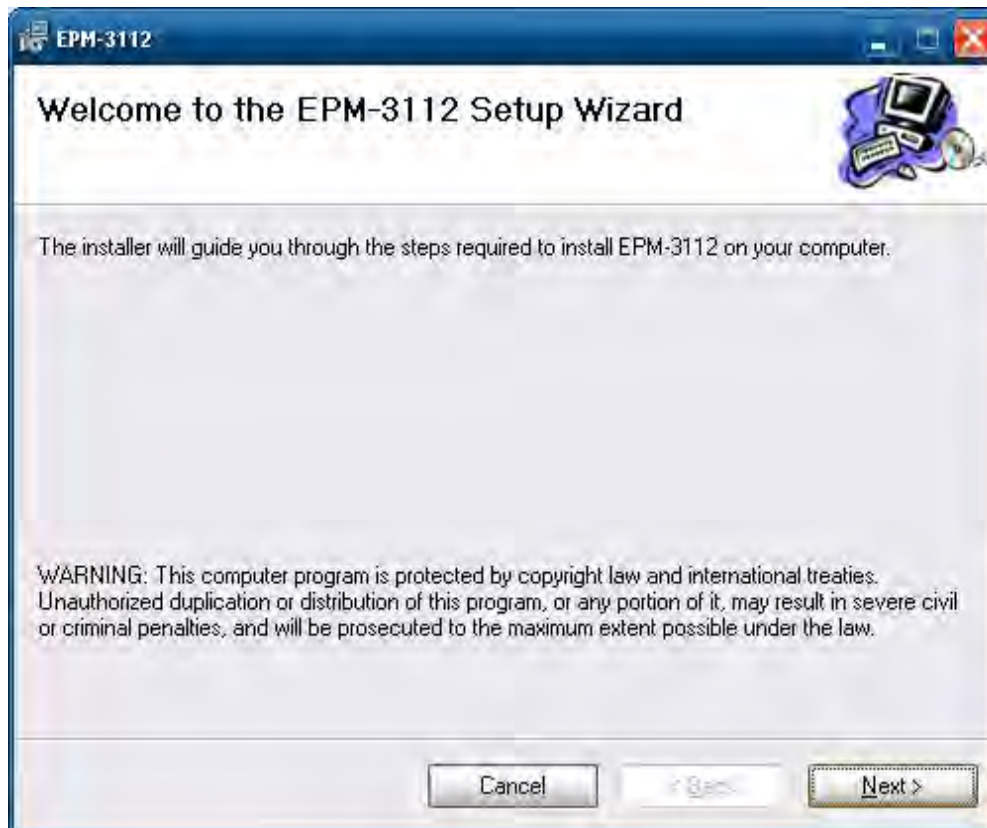 EPM-3112
Welcome to the EPM-3112 Setup Wizard
The installer will guide you through the steps required to install EPM-3112 on your computer.
WARNING: This computer program is protected by copyright law and international treaties.
Unauthorized duplication or distribution of this program, or any portion of it, may result in severe civil
or criminal penalties, and will be prosecuted to the maximum extent possible under the law.
Cancel
< Back
Next >